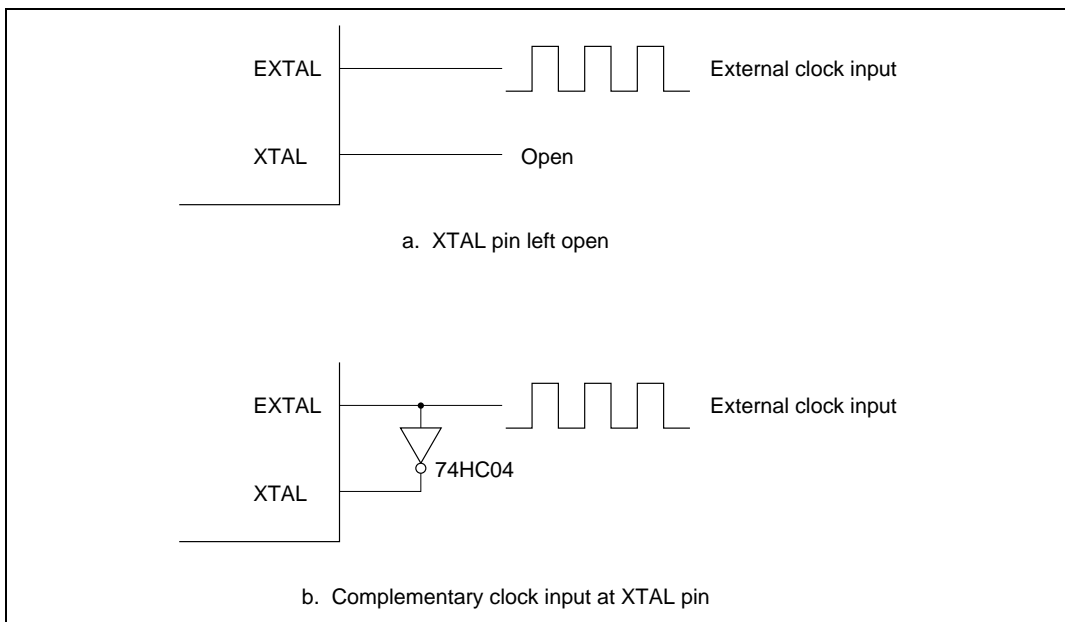 EXTAL External clock input
XTAL Open
a. XTAL pin left open
EXTAL External clock input
74HC04
XTAL
b. Complementary clock input at XTAL pin